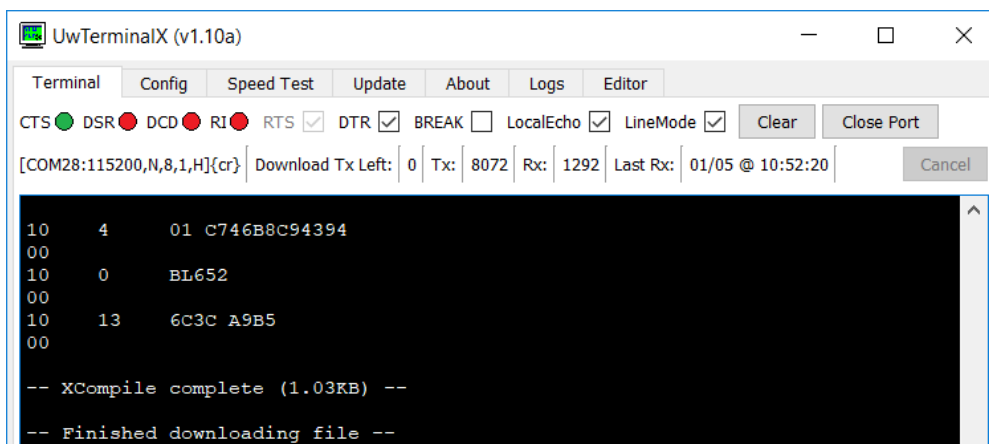 UwTerminalX (v1.10a)
Terminal Config Speed Test Update About Logs Editor
CTS DSR DCD RI RTS DTR BREAK LocalEcho LineMode Clear Close Port
[COM28:115200,N,8,1,H]{cr} Download Tx Left: 0 Tx: 8072 Rx: 1292 Last Rx: 01/05 @ 10:52:20 Cancel
10 4 01 C746B8C94394
00
10 0 BL652
00
10 13 6C3C A9B5
00
-- XCompile complete (1.03KB) --
-- Finished downloading file --